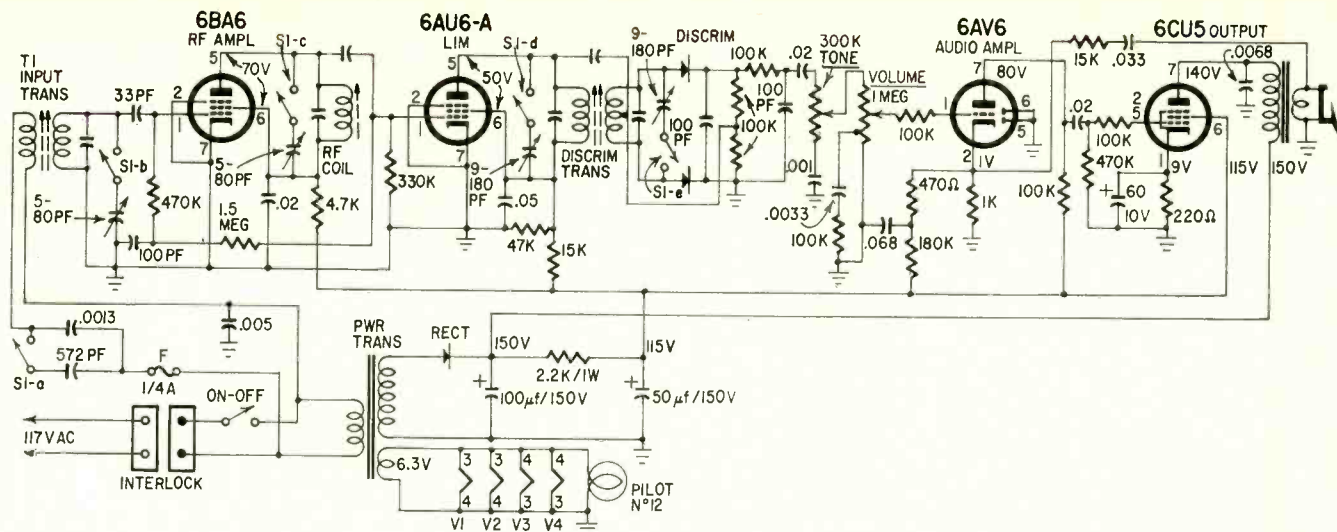 6BA6
RF AMPL
S1-c
6AU6-A
LIM
S1-d
9-180 PF
DISCRIM
100K
.02
300K
TONE
VOLUME
1 MEG
6AV6
AUDIO AMPL
15K
.033
6CU5 OUTPUT
.0068
T1
INPUT
TRANS
33PF
5
70V
2
1
6
7
S1-b
5-80PF
470K
1.5
MEG
100PF
5-80PF
.02
RF
COIL
4.7K
330K
5
50V
2
1
6
7
9-180
PF
.05
47K
15K
DISCRIM
TRANS
100
PF
S1-e
100K
100
PF
.001
.0033
100K
.068
100K
1
7
80V
6
5
2
1V
470Ω
1K
180K
100K
.02
100K
470K
7
140V
2
5
6
1
9V
+
60
10V
220Ω
115V
150V
.0013
572PF
S1-a
F
1/4A
.005
ON-OFF
117VAC
INTERLOCK
PWR
TRANS
RECT
150V
2.2K/1W
115V
+
100µf/150V
+
50µf/150V
6.3V
3
3
4
4
4
4
3
3
V1
V2
V3
V4
PILOT
Nº12